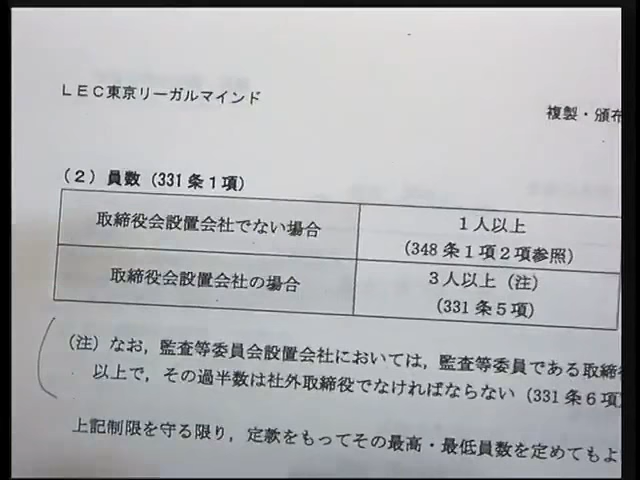 LEC東京リーガルマインド
複製・頒布
(2)員数(331条1項)
取締役会設置会社でない場合
1人以上
(348条1項2項参照)
取締役会設置会社の場合
3人以上(注)
(331条5項)
(注)なお,監査等委員会設置会社においては,監査等委員である取締
以上で,その過半数は社外取締役でなければならない(331条6項
上記制限を守る限り,定款をもってその最高・最低員数を定めてもよ